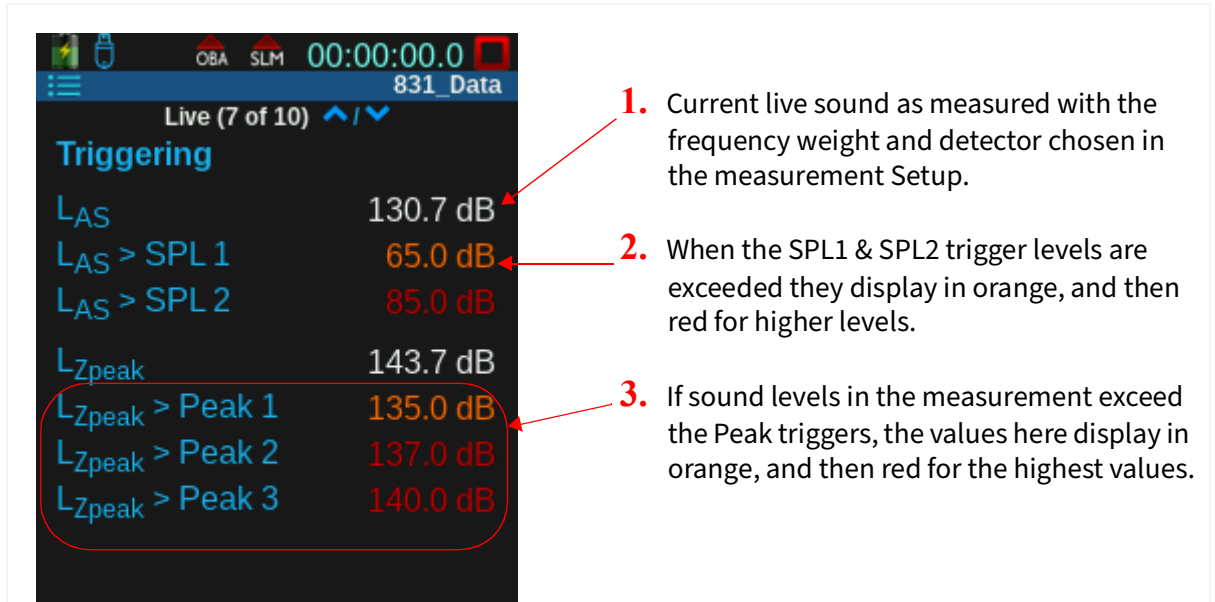 OBA SLM 00:00:00.0
831_Data
Live (7 of 10) /
Triggering
LAS 130.7 dB
LAS > SPL 1 65.0 dB
LAS > SPL 2 85.0 dB
LZpeak 143.7 dB
LZpeak > Peak 1 135.0 dB
LZpeak > Peak 2 137.0 dB
LZpeak > Peak 3 140.0 dB
1. Current live sound as measured with the
frequency weight and detector chosen in
the measurement Setup.
2. When the SPL1 & SPL2 trigger levels are
exceeded they display in orange, and then
red for higher levels.
3. If sound levels in the measurement exceed
the Peak triggers, the values here display in
orange, and then red for the highest values.